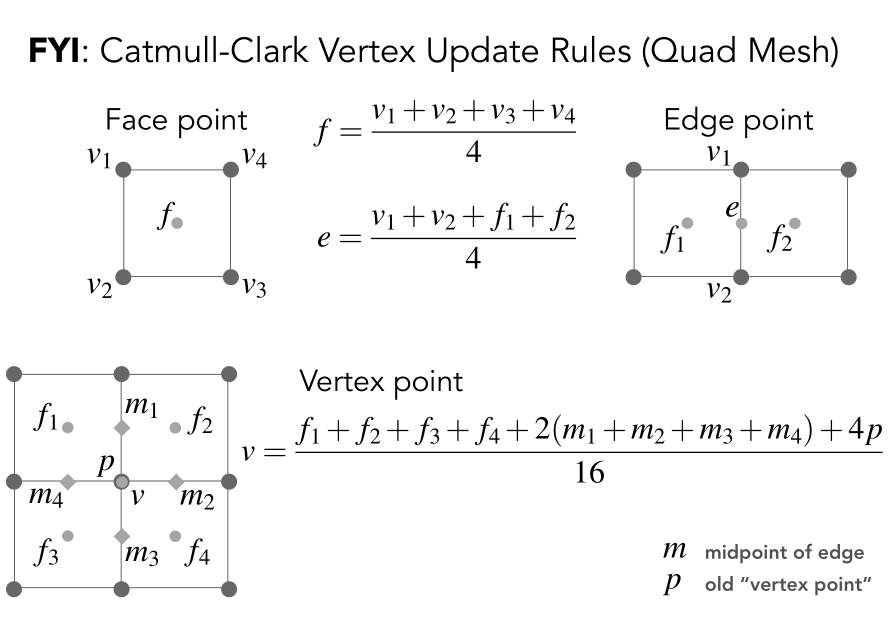 FYI: Catmull-Clark Vertex Update Rules (Quad Mesh)
Face point
v1
v4
f
v2
v3
f = (v1 + v2 + v3 + v4) / 4
e = (v1 + v2 + f1 + f2) / 4
Edge point
v1
e
f1
f2
v2
f1
m1
f2
p
m4
v
m2
f3
m3
f4
Vertex point
v = (f1 + f2 + f3 + f4 + 2(m1 + m2 + m3 + m4) + 4p) / 16
m midpoint of edge
p old “vertex point”